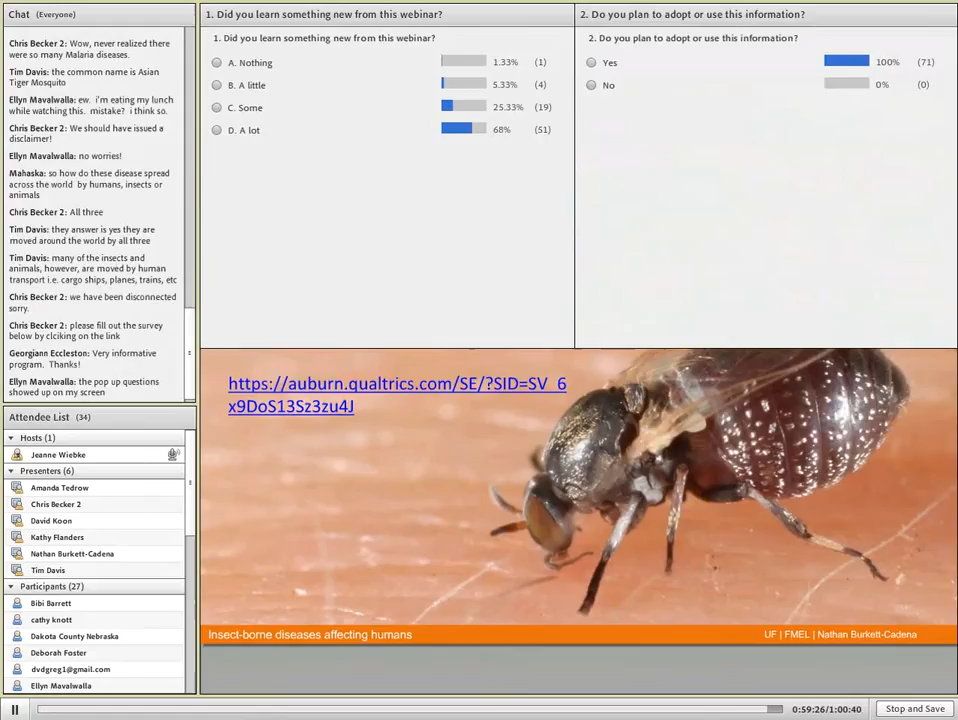 Chat (Everyone)
Chris Becker 2: Wow, never realized there
were so many Malaria diseases.
Tim Davis: the common name is Asian
Tiger Mosquito
Ellyn Mavalwalla: ew. i'm eating my lunch
while watching this. mistake? i think so.
Chris Becker 2: We should have issued a
disclaimer!
Ellyn Mavalwalla: no worries!
Mahaska: so how do these disease spread
across the world by humans, insects or
animals
Chris Becker 2: All three
Tim Davis: they answer is yes they are
moved around the world by all three
Tim Davis: many of the insects and
animals, however, are moved by human
transport i.e. cargo ships, planes, trains, etc
Chris Becker 2: we have been disconnected
sorry.
Chris Becker 2: please fill out the survey
below by clciking on the link
Georgiann Eccleston: Very informative
program. Thanks!
Ellyn Mavalwalla: the pop up questions
showed up on my screen
Attendee List (34)
Hosts (1)
Jeanne Wiebke
Presenters (6)
Amanda Tedrow
Chris Becker 2
David Koon
Kathy Flanders
Nathan Burkett-Cadena
Tim Davis
Participants (27)
Bibi Barrett
cathy knott
Dakota County Nebraska
Deborah Foster
dvdgreg1@gmail.com
Ellyn Mavalwalla
1. Did you learn something new from this webinar?
1. Did you learn something new from this webinar?
A. Nothing 1.33% (1)
B. A little 5.33% (4)
C. Some 25.33% (19)
D. A lot 68% (51)
2. Do you plan to adopt or use this information?
2. Do you plan to adopt or use this information?
Yes 100% (71)
No 0% (0)
https://auburn.qualtrics.com/SE/?SID=SV_6
x9DoS13Sz3zu4J
Insect-borne diseases affecting humans UF | FMEL | Nathan Burkett-Cadena
0:59:26/1:00:40 Stop and Save